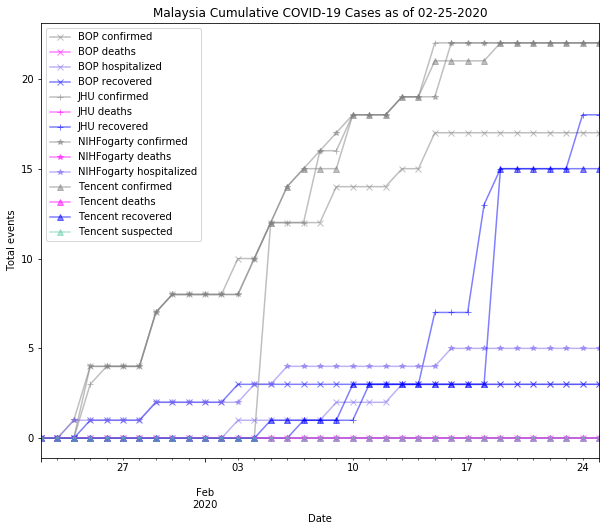 Malaysia Cumulative COVID-19 Cases as of 02-25-2020
BOP confirmed
BOP deaths
BOP hospitalized
BOP recovered
JHU confirmed
JHU deaths
JHU recovered
NIHFogarty confirmed
NIHFogarty deaths
NIHFogarty hospitalized
Tencent confirmed
Tencent deaths
Tencent recovered
Tencent suspected
Total events
20
15
10
5
0
27 03 10 17 24
Feb
2020
Date